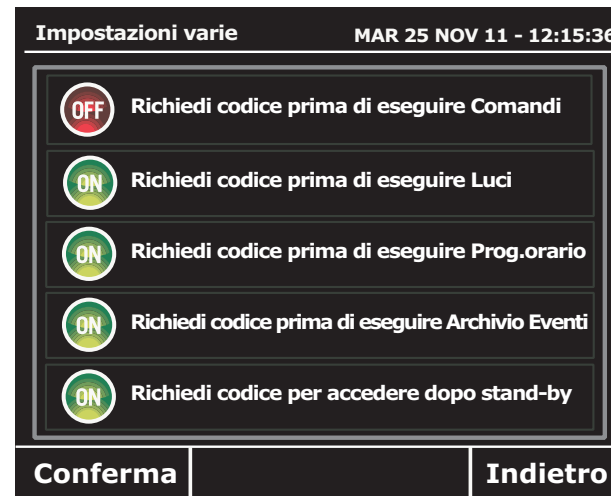 Impostazioni varie MAR 25 NOV 11 - 12:15:36
OFF Richiedi codice prima di eseguire Comandi
ON Richiedi codice prima di eseguire Luci
ON Richiedi codice prima di eseguire Prog.orario
ON Richiedi codice prima di eseguire Archivio Eventi
ON Richiedi codice per accedere dopo stand-by
Conferma Indietro